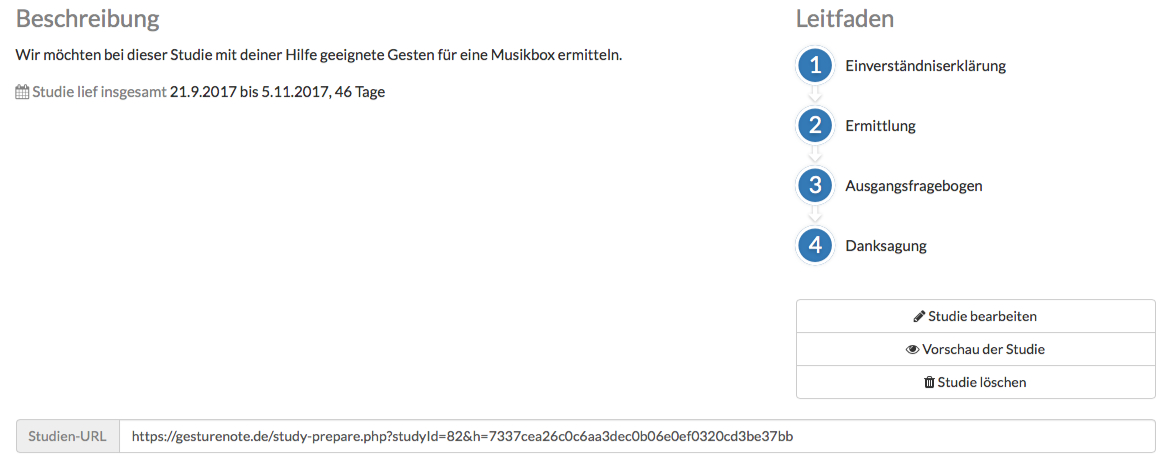 Beschreibung
Wir möchten bei dieser Studie mit deiner Hilfe geeignete Gesten für eine Musikbox ermitteln.
Studie lief insgesamt 21.9.2017 bis 5.11.2017, 46 Tage
Leitfaden
1 Einverständniserklärung
2 Ermittlung
3 Ausgangsfragebogen
4 Danksagung
Studie bearbeiten
Vorschau der Studie
Studie löschen
Studien-URL https://gesturenote.de/study-prepare.php?studyId=82&h=7337cea26c0c6aa3dec0b06e0ef0320cd3be37bb